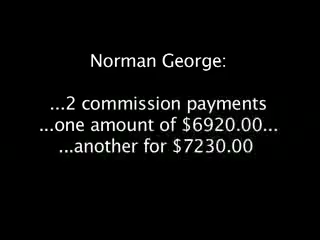 Norman George:
...2 commission payments
...one amount of $6920.00...
...another for $7230.00